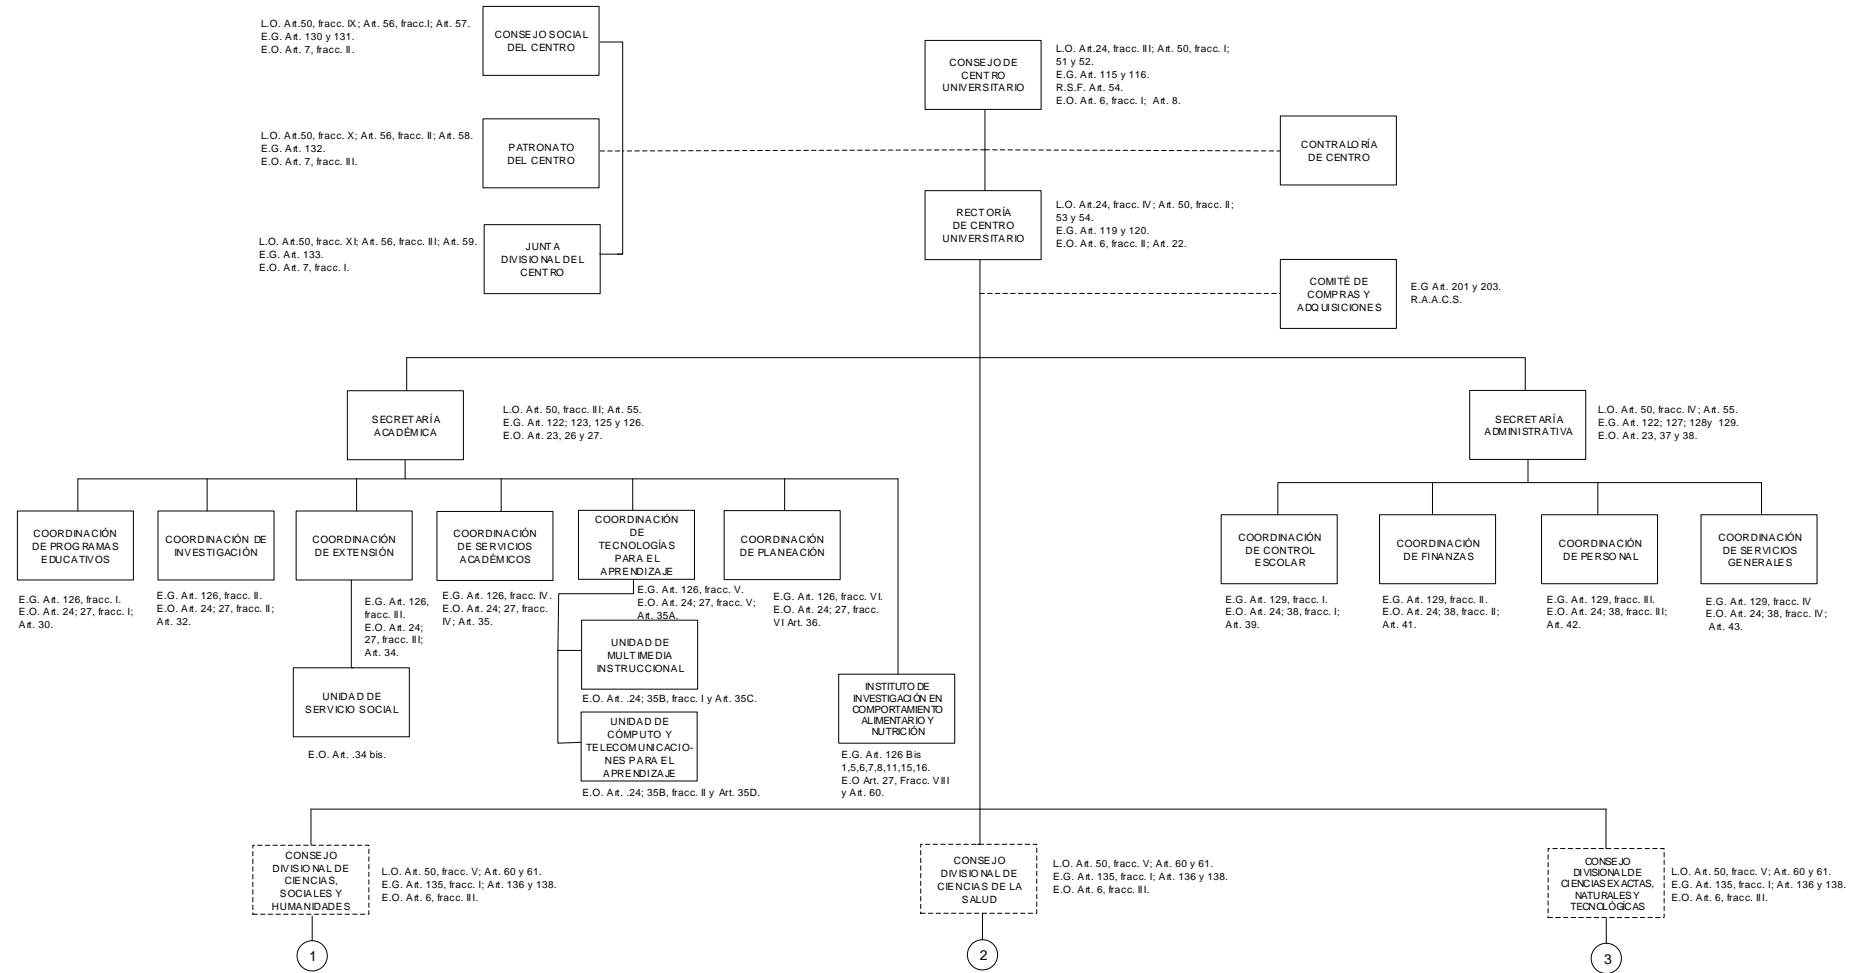 L.O. Art.50, fracc. IX; Art. 56, fracc.I; Art. 57.
E.G. Art. 130 y 131.
E.O. Art. 7, fracc. II.
CONSEJO SOCIAL
DEL CENTRO
CONSEJO DE
CENTRO
UNIVERSITARIO
L.O. Art.24, fracc. III; Art. 50, fracc. I;
51 y 52.
E.G. Art. 115 y 116.
R.S.F. Art. 54.
E.O. Art. 6, fracc. I; Art. 8.
L.O. Art.50, fracc. X; Art. 56, fracc. II; Art. 58.
E.G. Art. 132.
E.O. Art. 7, fracc. III.
PATRONATO
DEL CENTRO
CONTRALORÍA
DE CENTRO
L.O. Art.50, fracc. XI; Art. 56, fracc. III; Art. 59.
E.G. Art. 133.
E.O. Art. 7, fracc. I.
JUNTA
DIVISIONAL DEL
CENTRO
RECTORÍA
DE CENTRO
UNIVERSITARIO
L.O. Art.24, fracc. IV; Art. 50, fracc. II;
53 y 54.
E.G. Art. 119 y 120.
E.O. Art. 6, fracc. II; Art. 22.
COMITÉ DE
COMPRAS Y
ADQUISICIONES
E.G Art. 201 y 203.
R.A.A.C.S.
SECRETARÍA
ACADÉMICA
L.O. Art. 50, fracc. III; Art. 55.
E.G. Art. 122; 123, 125 y 126.
E.O. Art. 23, 26 y 27.
SECRETARÍA
ADMINISTRATIVA
L.O. Art. 50, fracc. IV; Art. 55.
E.G. Art. 122; 127; 128y 129.
E.O. Art. 23, 37 y 38.
COORDINACIÓN
DE PROGRAMAS
EDUCATIVOS
E.G. Art. 126, fracc. I.
E.O. Art. 24; 27, fracc. I;
Art. 30.
COORDINACIÓN DE
INVESTIGACIÓN
E.G. Art. 126, fracc. II.
E.O. Art. 24; 27, fracc. II;
Art. 32.
COORDINACIÓN
DE EXTENSIÓN
E.G. Art. 126,
fracc. III.
E.O. Art. 24;
27, fracc. III;
Art. 34.
COORDINACIÓN
DE SERVICIOS
ACADÉMICOS
E.G. Art. 126, fracc. IV.
E.O. Art. 24; 27, fracc.
IV; Art. 35.
COORDINACIÓN
DE
TECNOLOGÍAS
PARA EL
APRENDIZAJE
E.G. Art. 126, fracc. V.
E.O. Art. 24; 27, fracc. V;
Art. 35A.
COORDINACIÓN
DE PLANEACIÓN
E.G. Art. 126, fracc. VI.
E.O. Art. 24; 27, fracc.
VI Art. 36.
COORDINACIÓN
DE CONTROL
ESCOLAR
E.G. Art. 129, fracc. I.
E.O. Art. 24; 38, fracc. I;
Art. 39.
COORDINACIÓN
DE FINANZAS
E.G. Art. 129, fracc. II.
E.O. Art. 24; 38, fracc. II;
Art. 41.
COORDINACIÓN
DE PERSONAL
E.G. Art. 129, fracc. III.
E.O. Art. 24; 38, fracc. III;
Art. 42.
COORDINACIÓN
DE SERVICIOS
GENERALES
E.G. Art. 129, fracc. IV
E.O. Art. 24; 38, fracc. IV;
Art. 43.
UNIDAD DE
SERVICIO SOCIAL
E.O. Art. .34 bis.
UNIDAD DE
MULTIMEDIA
INSTRUCCIONAL
E.O. Art. .24; 35B, fracc. I y Art. 35C.
UNIDAD DE
CÓMPUTO Y
TELECOMUNICACIO-
NES PARA EL
APRENDIZAJE
E.O. Art. .24; 35B, fracc. II y Art. 35D.
INSTITUTO DE
INVESTIGACIÓN EN
COMPORTAMIENTO
ALIMENTARIO Y
NUTRICIÓN
E.G. Art. 126 Bis
1,5,6,7,8,11,15,16.
E.O Art. 27, Fracc. VIII
y Art. 60.
CONSEJO
DIVISIONAL DE
CIENCIAS,
SOCIALES Y
HUMANIDADES
L.O. Art. 50, fracc. V; Art. 60 y 61.
E.G. Art. 135, fracc. I; Art. 136 y 138.
E.O. Art. 6, fracc. III.
CONSEJO
DIVISIONAL DE
CIENCIAS DE LA
SALUD
L.O. Art. 50, fracc. V; Art. 60 y 61.
E.G. Art. 135, fracc. I; Art. 136 y 138.
E.O. Art. 6, fracc. III.
CONSEJO
DIVISIONAL DE
CIENCIAS EXACTAS,
NATURALES Y
TECNOLÓGICAS
L.O. Art. 50, fracc. V; Art. 60 y 61.
E.G. Art. 135, fracc. I; Art. 136 y 138.
E.O. Art. 6, fracc. III.
1
2
3